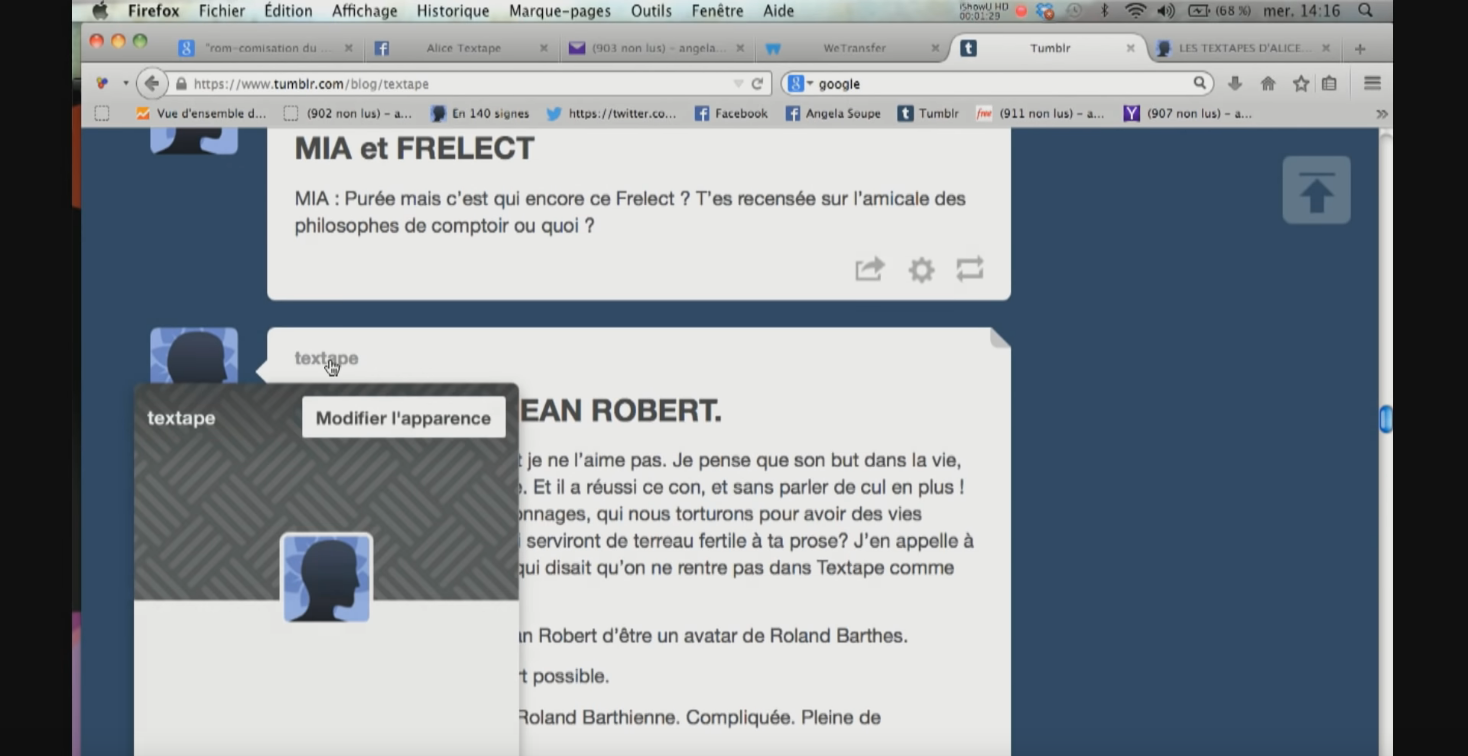 Firefox Fichier Édition Affichage Historique Marque-pages Outils Fenêtre Aide
iShowU HD
00:01:29
(68 %) mer. 14:16
"rom-comisation du ...
Alice Textape
(903 non lus) – angela...
WeTransfer
Tumblr
LES TEXTAPES D'ALICE...
https://www.tumblr.com/blog/textape
google
Vue d'ensemble d...
(902 non lus) – a...
En 140 signes
https://twitter.co...
Facebook
Angela Soupe
Tumblr
free
(911 non lus) – a...
(907 non lus) – a...
MIA et FRELECT
MIA : Purée mais c'est qui encore ce Frelect ? T'es recensée sur l'amicale des
philosophes de comptoir ou quoi ?
textape
textape
Modifier l'apparence
EAN ROBERT.
t je ne l'aime pas. Je pense que son but dans la vie,
e. Et il a réussi ce con, et sans parler de cul en plus !
onnages, qui nous torturons pour avoir des vies
i serviront de terreau fertile à ta prose? J'en appelle à
qui disait qu'on ne rentre pas dans Textape comme
an Robert d'être un avatar de Roland Barthes.
rt possible.
Roland Barthienne. Compliquée. Pleine de